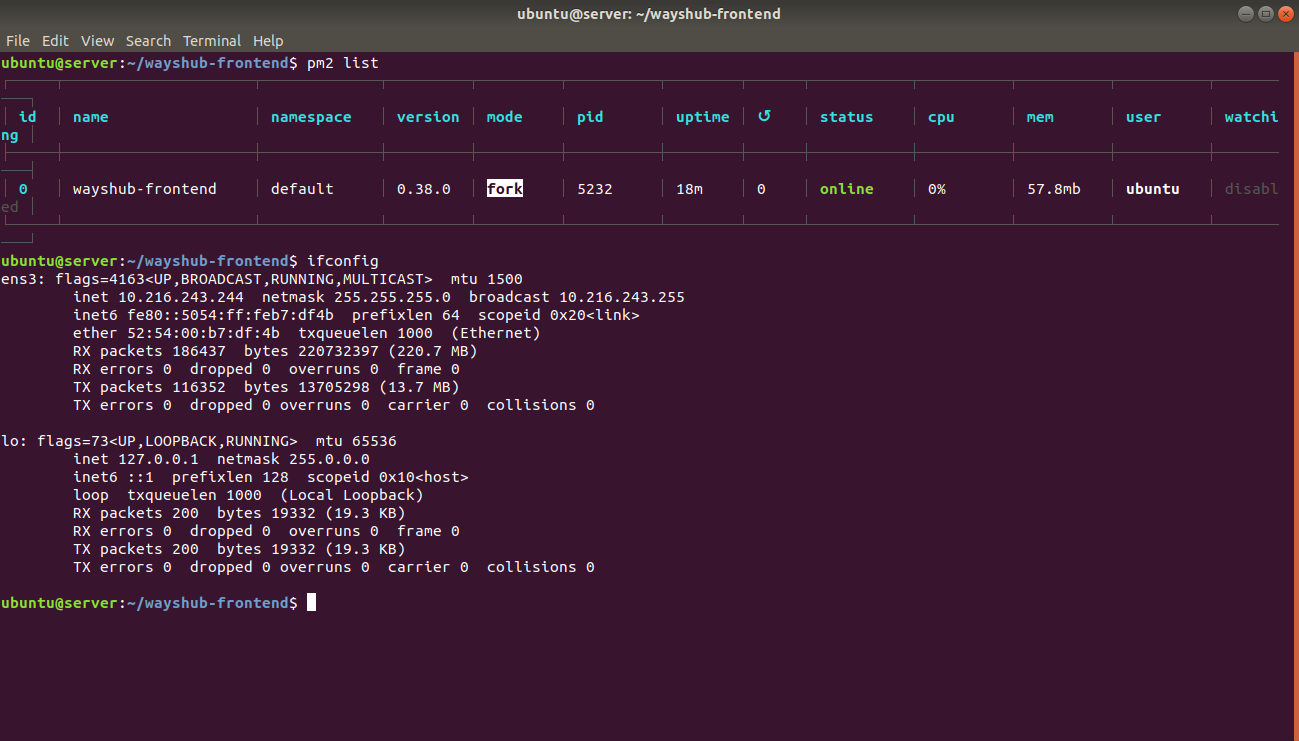 ubuntu@server: ~/wayshub-frontend
File Edit View Search Terminal Help
ubuntu@server:~/wayshub-frontend$ pm2 list
│ id │ name │ namespace │ version │ mode │ pid │ uptime │ ↺ │ status │ cpu │ mem │ user │ watchi
ng │
│ 0 │ wayshub-frontend │ default │ 0.38.0 │ fork │ 5232 │ 18m │ 0 │ online │ 0% │ 57.8mb │ ubuntu │ disabl
ed │
ubuntu@server:~/wayshub-frontend$ ifconfig
ens3: flags=4163<UP,BROADCAST,RUNNING,MULTICAST>  mtu 1500
        inet 10.216.243.244  netmask 255.255.255.0  broadcast 10.216.243.255
        inet6 fe80::5054:ff:feb7:df4b  prefixlen 64  scopeid 0x20<link>
        ether 52:54:00:b7:df:4b  txqueuelen 1000  (Ethernet)
        RX packets 186437  bytes 220732397 (220.7 MB)
        RX errors 0  dropped 0  overruns 0  frame 0
        TX packets 116352  bytes 13705298 (13.7 MB)
        TX errors 0  dropped 0 overruns 0  carrier 0  collisions 0
lo: flags=73<UP,LOOPBACK,RUNNING>  mtu 65536
        inet 127.0.0.1  netmask 255.0.0.0
        inet6 ::1  prefixlen 128  scopeid 0x10<host>
        loop  txqueuelen 1000  (Local Loopback)
        RX packets 200  bytes 19332 (19.3 KB)
        RX errors 0  dropped 0  overruns 0  frame 0
        TX packets 200  bytes 19332 (19.3 KB)
        TX errors 0  dropped 0 overruns 0  carrier 0  collisions 0
ubuntu@server:~/wayshub-frontend$